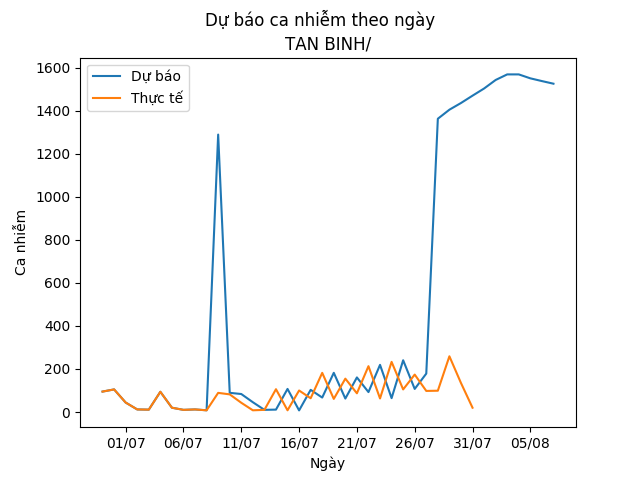 Dự báo ca nhiễm theo ngày
TAN BINH/
Dự báo
Thực tế
Ca nhiễm
1600
1400
1200
1000
800
600
400
200
0
01/07 06/07 11/07 16/07 21/07 26/07 31/07 05/08
Ngày